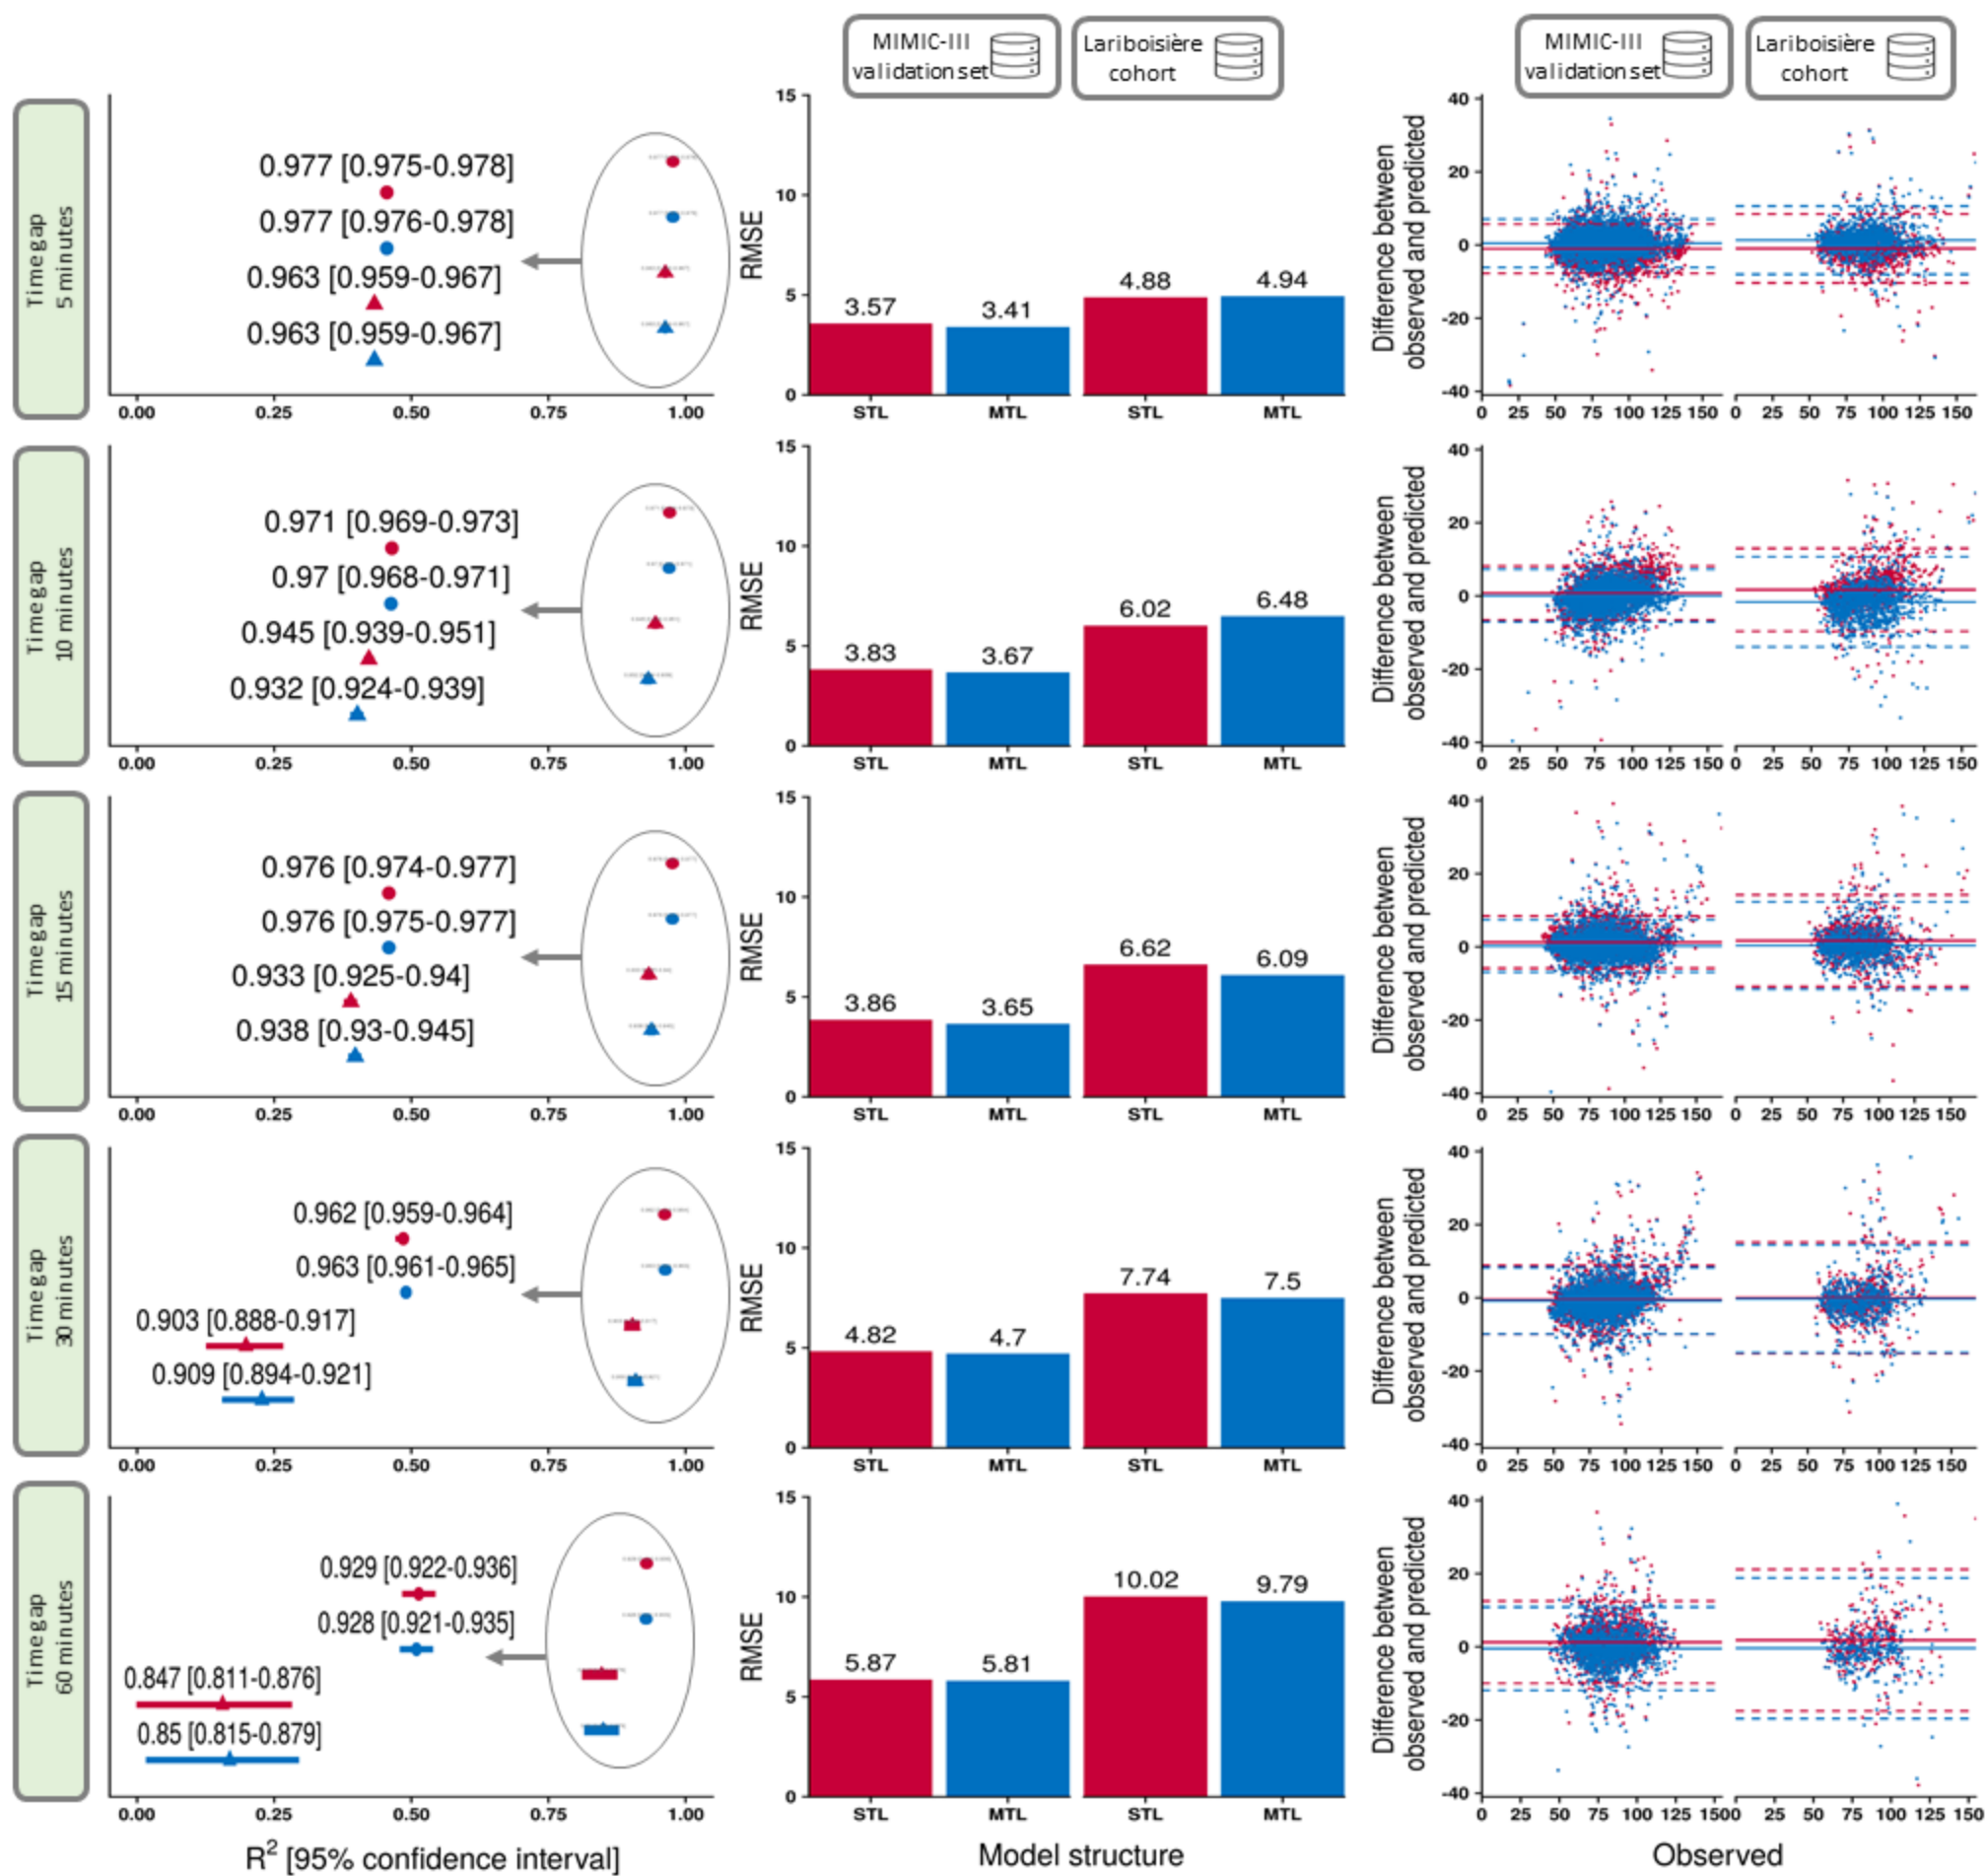 MIMIC-III
validation set
Lariboisière
cohort
MIMIC-III
validation set
Lariboisière
cohort
Time gap
5 minutes
0.977 [0.975-0.978]
0.977 [0.976-0.978]
0.963 [0.959-0.967]
0.963 [0.959-0.967]
0.00 0.25 0.50 0.75 1.00
RMSE
15
10
5
0
3.57 3.41 4.88 4.94
STL MTL STL MTL
Difference between
observed and predicted
40
20
0
-20
-40
0 25 50 75 100 125 150 0 25 50 75 100 125 150
Time gap
10 minutes
0.971 [0.969-0.973]
0.97 [0.968-0.971]
0.945 [0.939-0.951]
0.932 [0.924-0.939]
0.00 0.25 0.50 0.75 1.00
RMSE
15
10
5
0
3.83 3.67 6.02 6.48
STL MTL STL MTL
Difference between
observed and predicted
40
20
0
-20
-40
0 25 50 75 100 125 150 0 25 50 75 100 125 150
Time gap
15 minutes
0.976 [0.974-0.977]
0.976 [0.975-0.977]
0.933 [0.925-0.94]
0.938 [0.93-0.945]
0.00 0.25 0.50 0.75 1.00
RMSE
15
10
5
0
3.86 3.65 6.62 6.09
STL MTL STL MTL
Difference between
observed and predicted
40
20
0
-20
-40
0 25 50 75 100 125 150 0 25 50 75 100 125 150
Time gap
30 minutes
0.962 [0.959-0.964]
0.963 [0.961-0.965]
0.903 [0.888-0.917]
0.909 [0.894-0.921]
0.00 0.25 0.50 0.75 1.00
RMSE
15
10
5
0
4.82 4.7 7.74 7.5
STL MTL STL MTL
Difference between
observed and predicted
40
20
0
-20
-40
0 25 50 75 100 125 150 0 25 50 75 100 125 150
Time gap
60 minutes
0.929 [0.922-0.936]
0.928 [0.921-0.935]
0.847 [0.811-0.876]
0.85 [0.815-0.879]
0.00 0.25 0.50 0.75 1.00
RMSE
15
10
5
0
5.87 5.81 10.02 9.79
STL MTL STL MTL
Difference between
observed and predicted
40
20
0
-20
-40
0 25 50 75 100 125 150 0 25 50 75 100 125 150
R² [95% confidence interval]
Model structure
Observed